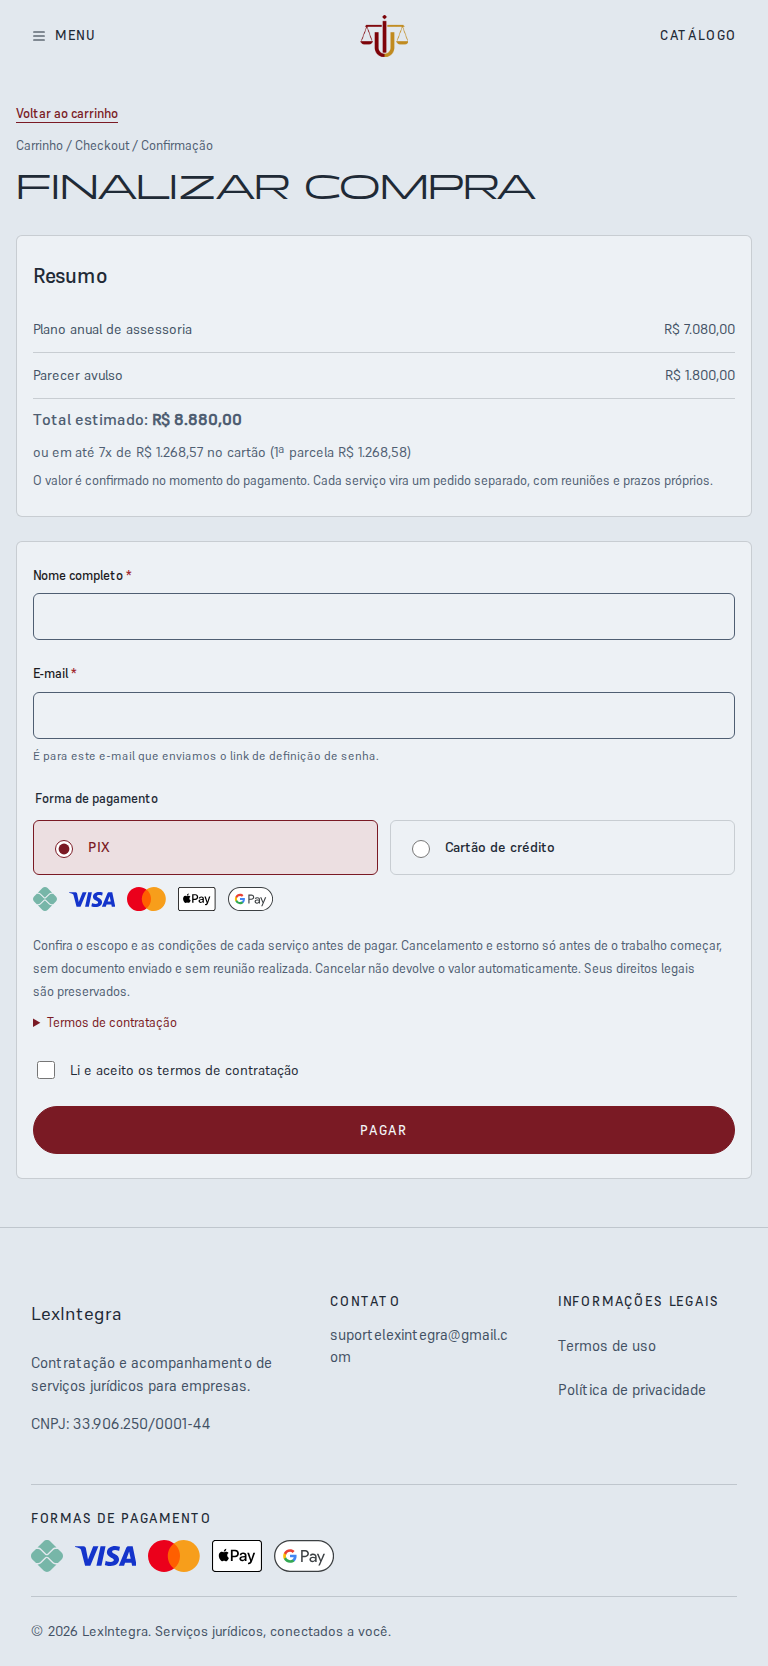 MENU
CATÁLOGO
Voltar ao carrinho
Carrinho / Checkout / Confirmação
FINALIZAR COMPRA
Resumo
Plano anual de assessoria R$ 7.080,00
Parecer avulso R$ 1.800,00
Total estimado: R$ 8.880,00
ou em até 7x de R$ 1.268,57 no cartão (1ª parcela R$ 1.268,58)
O valor é confirmado no momento do pagamento. Cada serviço vira um pedido separado, com reuniões e prazos próprios.
Nome completo *
E-mail *
É para este e-mail que enviamos o link de definição de senha.
Forma de pagamento
PIX
Cartão de crédito
VISA Pay G Pay
Confira o escopo e as condições de cada serviço antes de pagar. Cancelamento e estorno só antes de o trabalho começar,
sem documento enviado e sem reunião realizada. Cancelar não devolve o valor automaticamente. Seus direitos legais
são preservados.
Termos de contratação
Li e aceito os termos de contratação
PAGAR
LexIntegra
Contratação e acompanhamento de
serviços jurídicos para empresas.
CNPJ: 33.906.250/0001-44
CONTATO
suportelexintegra@gmail.c
om
INFORMAÇÕES LEGAIS
Termos de uso
Política de privacidade
FORMAS DE PAGAMENTO
VISA Pay G Pay
© 2026 LexIntegra. Serviços jurídicos, conectados a você.